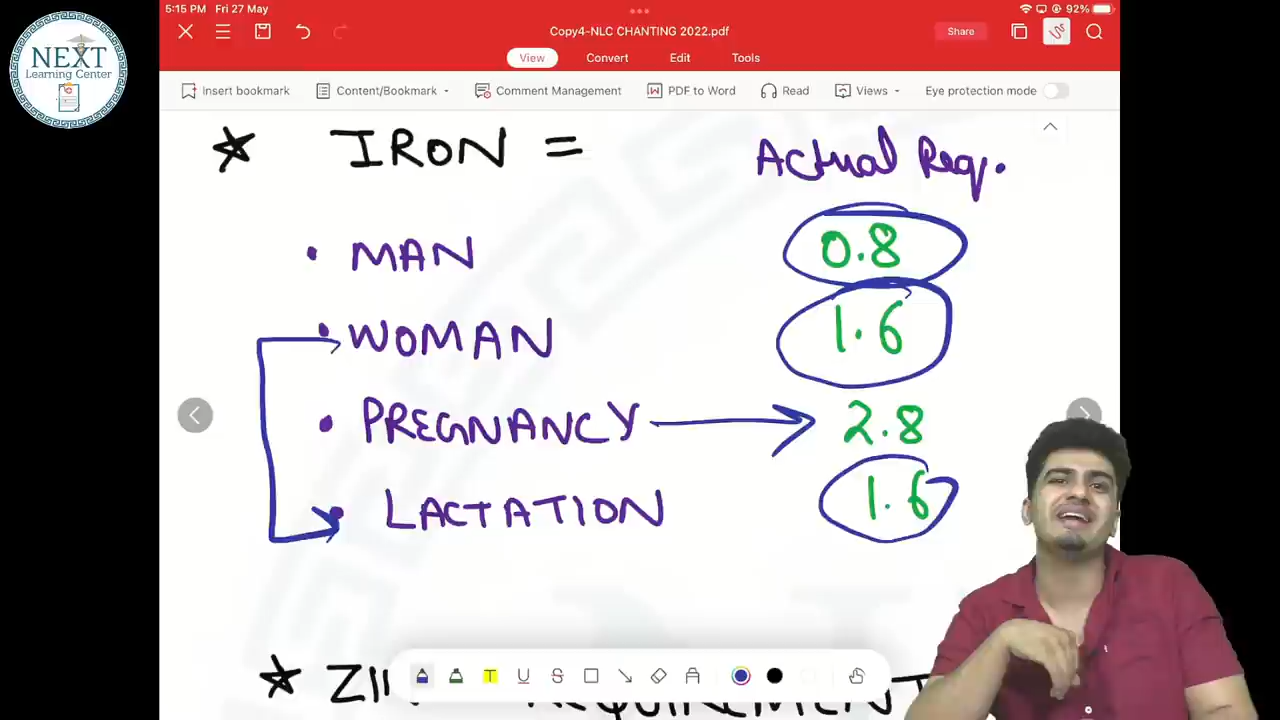 5:15 PM Fri 27 May
92%
NEXT
Learning Center
Copy4-NLC CHANTING 2022.pdf
Share
View Convert Edit Tools
Insert bookmark Content/Bookmark Comment Management PDF to Word Read Views Eye protection mode
IRON = Actual Req.
• MAN 0.8
• WOMAN 1.6
• PREGNANCY 2.8
• LACTATION 1.6
T U S